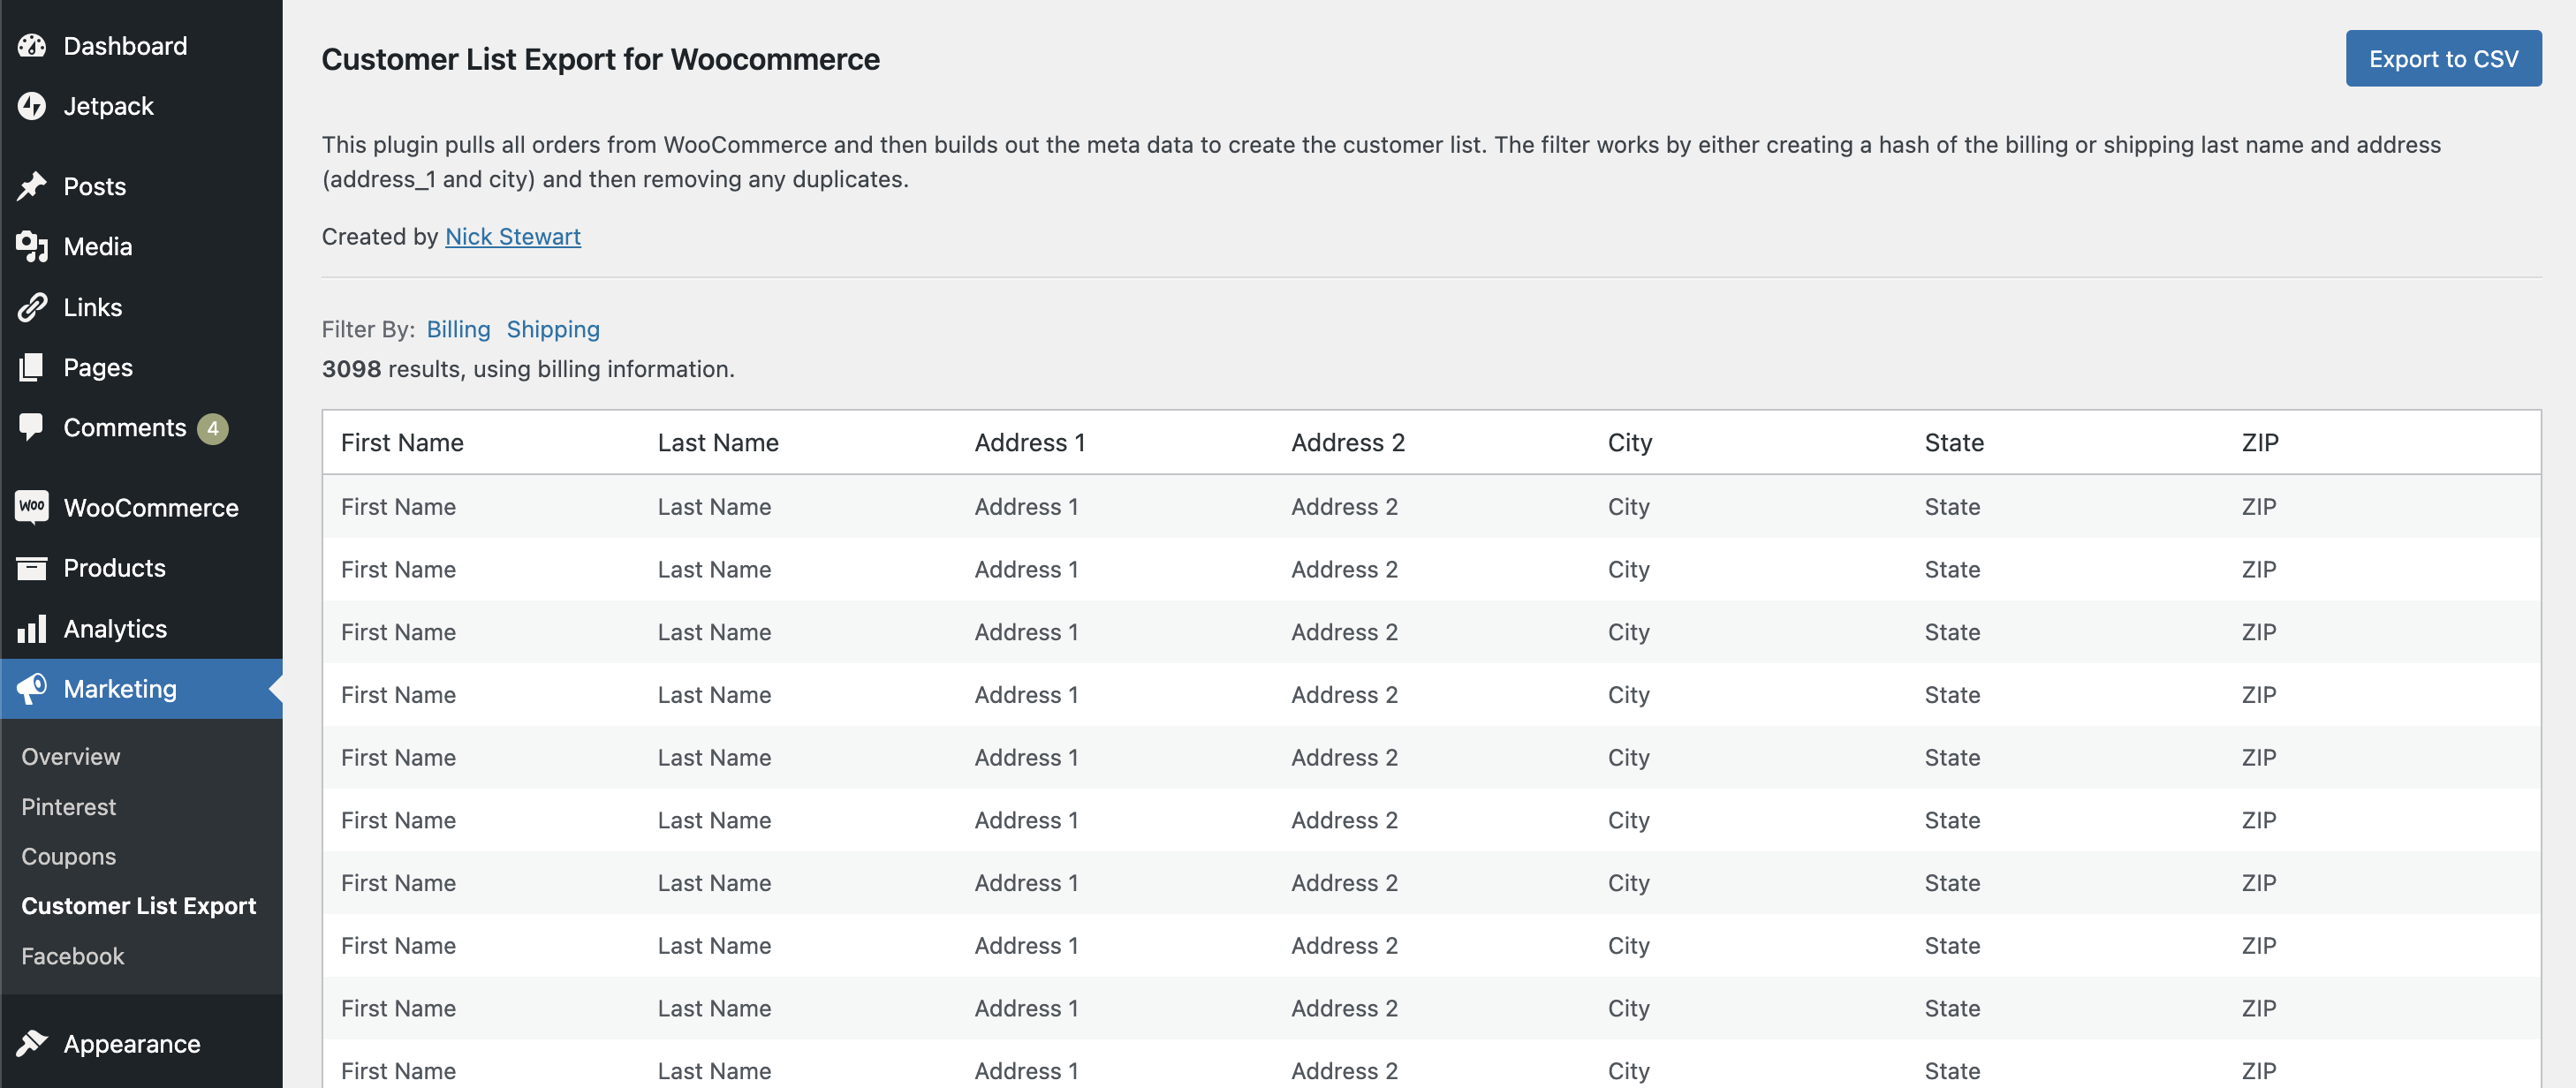 Dashboard
Jetpack
Posts
Media
Links
Pages
Comments 4
Woo WooCommerce
Products
Analytics
Marketing
Overview
Pinterest
Coupons
Customer List Export
Facebook
Appearance
Customer List Export for Woocommerce
Export to CSV
This plugin pulls all orders from WooCommerce and then builds out the meta data to create the customer list. The filter works by either creating a hash of the billing or shipping last name and address
(address_1 and city) and then removing any duplicates.
Created by Nick Stewart
Filter By: Billing Shipping
3098 results, using billing information.
First Name Last Name Address 1 Address 2 City State ZIP
First Name Last Name Address 1 Address 2 City State ZIP
First Name Last Name Address 1 Address 2 City State ZIP
First Name Last Name Address 1 Address 2 City State ZIP
First Name Last Name Address 1 Address 2 City State ZIP
First Name Last Name Address 1 Address 2 City State ZIP
First Name Last Name Address 1 Address 2 City State ZIP
First Name Last Name Address 1 Address 2 City State ZIP
First Name Last Name Address 1 Address 2 City State ZIP
First Name Last Name Address 1 Address 2 City State ZIP
First Name Last Name Address 1 Address 2 City State ZIP